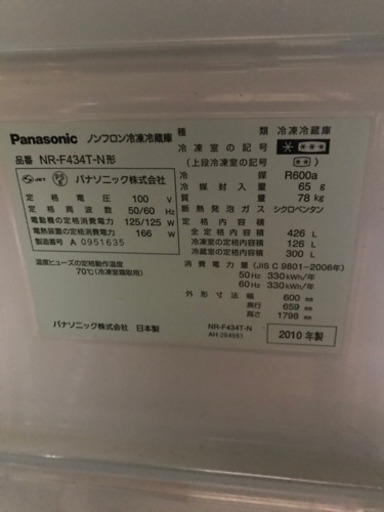 Panasonic ノンフロン冷凍冷蔵庫
品番 NR-F434T-N形
JET パナソニック株式会社
定格電圧 100 V
定格周波数 50/60 Hz
電動機の定格消費電力 125/125 W
電熱装置の定格消費電力 166 W
製造番号 A 0951635
温度ヒューズの定格動作温度
70℃(冷凍室霜取用)
パナソニック株式会社 日本製
種類 冷凍冷蔵庫
冷凍室の記号
(上段冷凍室の記号)
冷媒 R600a
冷媒封入量 65 g
質量 78 kg
断熱発泡ガス シクロペンタン
定格内容積
全定格内容積 426 L
冷凍室の定格内容積 126 L
冷蔵室の定格内容積 300 L
消費電力量 (JIS C 9801-2006年)
50Hz 330kWh/年
60Hz 330kWh/年
外形寸法 幅 600 mm
奥行 659 mm
高さ 1798 mm
NR-F434T-N
2010 年製